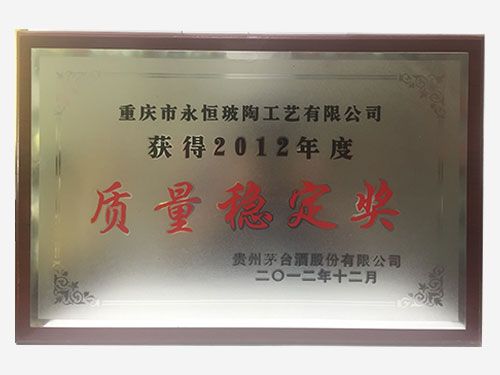 重庆市永恒玻陶工艺有限公司
获得2012年度
质量稳定奖
贵州茅台酒股份有限公司
二〇一二年十二月